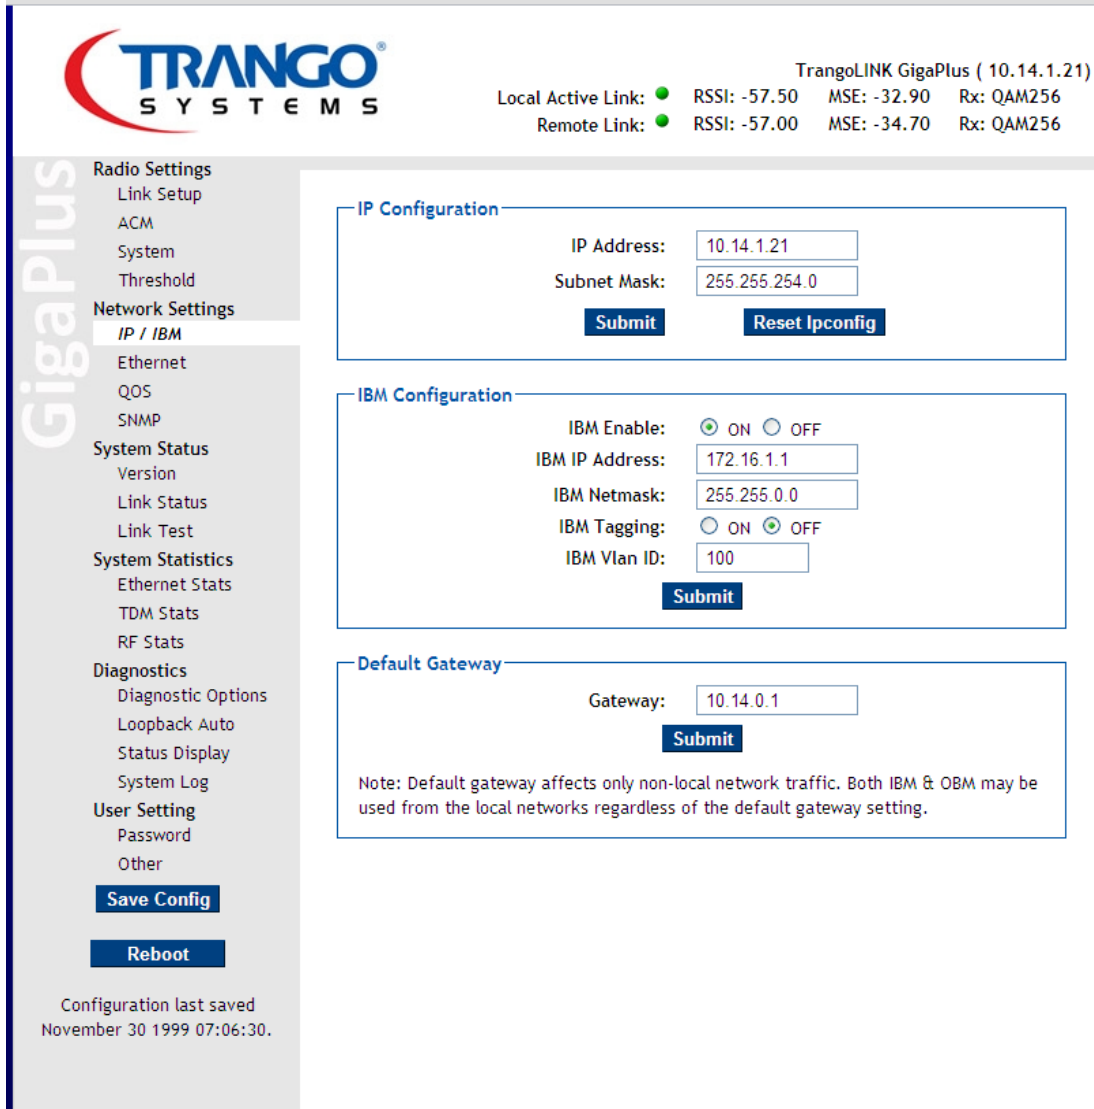 TRANGO®
SYSTEMS
TrangoLINK GigaPlus ( 10.14.1.21)
Local Active Link: RSSI: -57.50 MSE: -32.90 Rx: QAM256
Remote Link: RSSI: -57.00 MSE: -34.70 Rx: QAM256
GigaPlus
Radio Settings
Link Setup
ACM
System
Threshold
Network Settings
IP / IBM
Ethernet
QOS
SNMP
System Status
Version
Link Status
Link Test
System Statistics
Ethernet Stats
TDM Stats
RF Stats
Diagnostics
Diagnostic Options
Loopback Auto
Status Display
System Log
User Setting
Password
Other
Save Config
Reboot
Configuration last saved
November 30 1999 07:06:30.
IP Configuration
IP Address: 10.14.1.21
Subnet Mask: 255.255.254.0
Submit Reset Ipconfig
IBM Configuration
IBM Enable: ON OFF
IBM IP Address: 172.16.1.1
IBM Netmask: 255.255.0.0
IBM Tagging: ON OFF
IBM Vlan ID: 100
Submit
Default Gateway
Gateway: 10.14.0.1
Submit
Note: Default gateway affects only non-local network traffic. Both IBM & OBM may be
used from the local networks regardless of the default gateway setting.